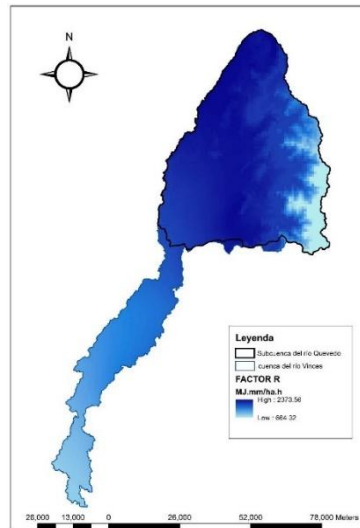 N
Leyenda
Subcuenca del río Quevedo
cuenca del río Vinces
FACTOR R
MJ.mm/ha.h
High : 2373.56
Low : 664.32
26,000 13,000 0 26,000 52,000 78,000 Meters